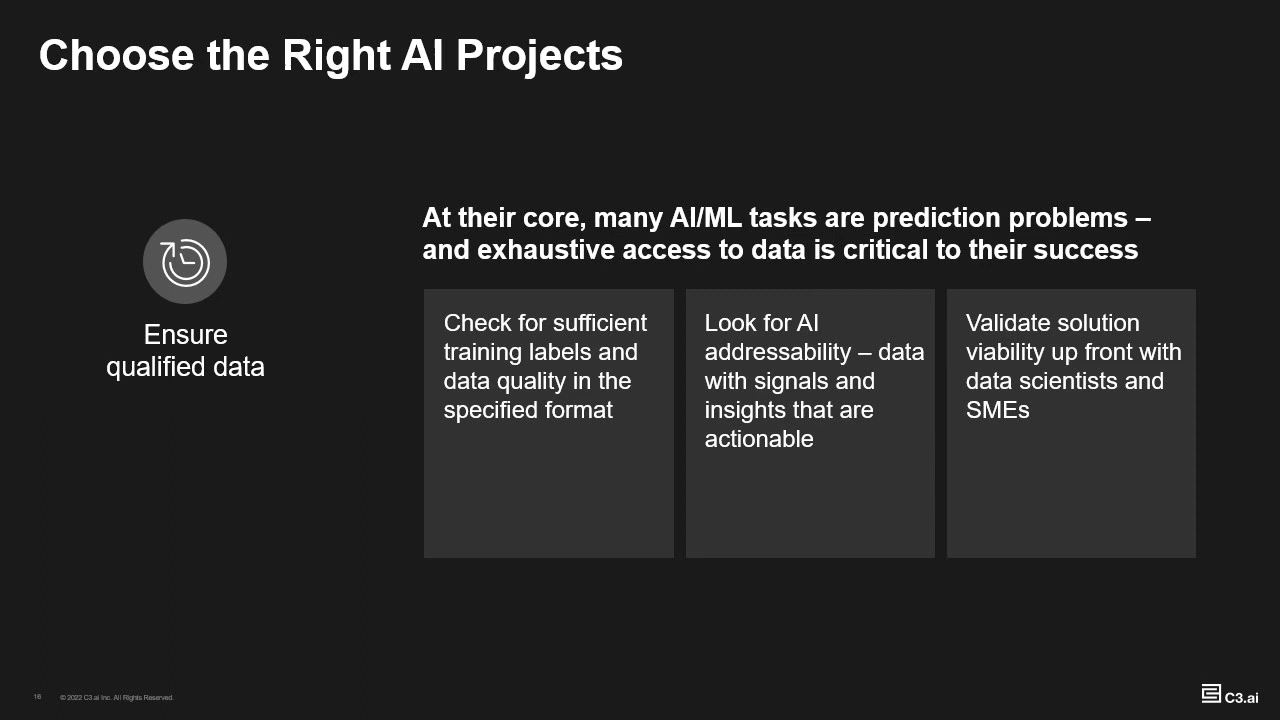 Choose the Right AI Projects
Ensure
qualified data
At their core, many AI/ML tasks are prediction problems –
and exhaustive access to data is critical to their success
Check for sufficient
training labels and
data quality in the
specified format
Look for AI
addressability – data
with signals and
insights that are
actionable
Validate solution
viability up front with
data scientists and
SMEs
16
© 2022 C3.ai Inc. All Rights Reserved.
C3.ai